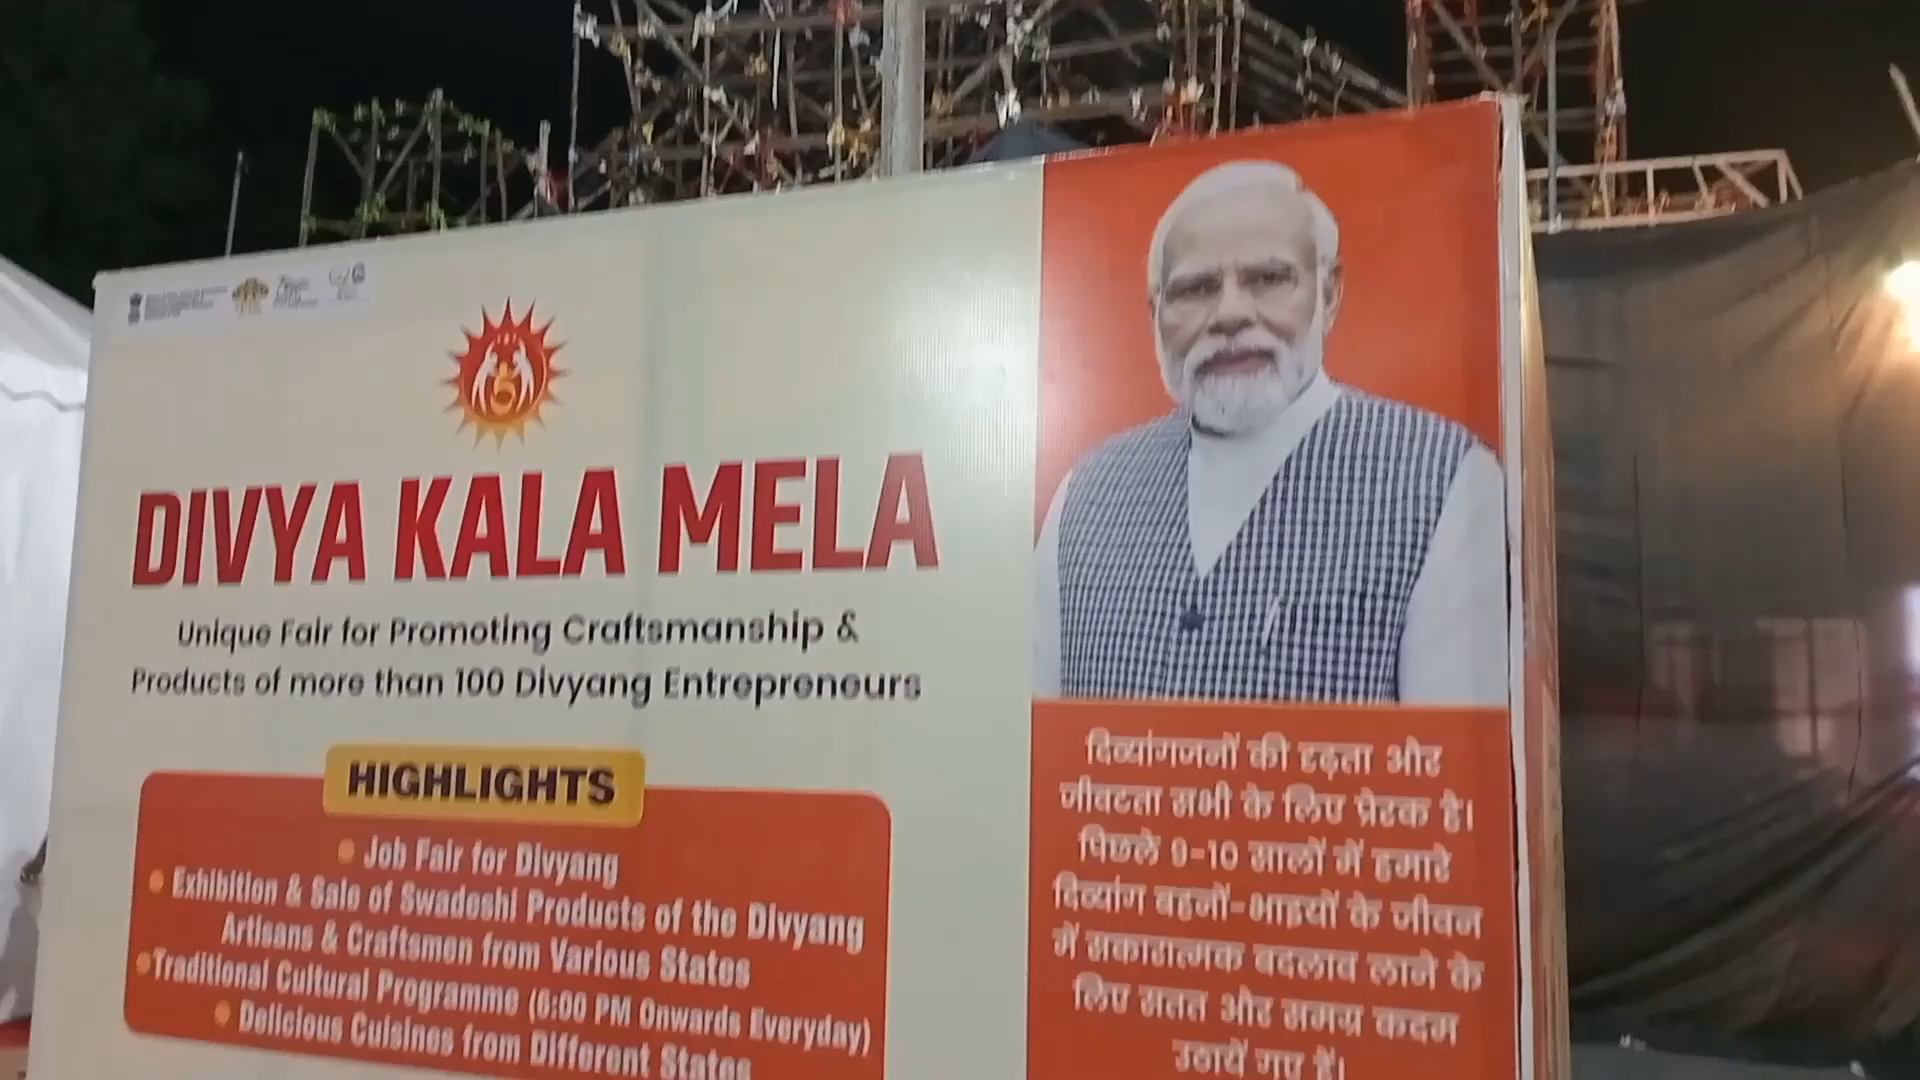 DIVYA KALA MELA
Unique Fair for Promoting Craftsmanship &
Products of more than 100 Divyang Entrepreneurs
HIGHLIGHTS
Job Fair for Divyang
Exhibition & Sale of Swadeshi Products of the Divyang
Artisans & Craftsmen from Various States
Traditional Cultural Programme (6:00 PM Onwards Everyday)
Delicious Cuisines from Different States
दिव्यांगजनों की दृढ़ता और
जीवटता सभी के लिए प्रेरक है।
पिछले 9-10 सालों में हमारे
दिव्यांग बहनों-भाइयों के जीवन
में सकारात्मक बदलाव लाने के
लिए सतत और समग्र कदम
उठायें गए हैं।